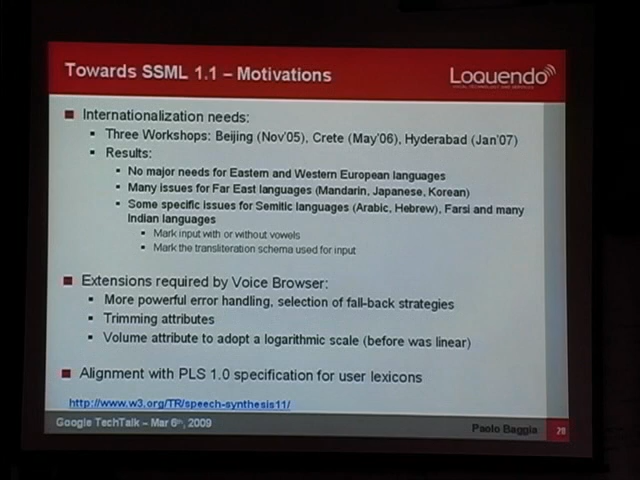 Towards SSML 1.1 – Motivations
Loquendo
Internationalization needs:
Three Workshops: Beijing (Nov'05), Crete (May'06), Hyderabad (Jan'07)
Results:
No major needs for Eastern and Western European languages
Many issues for Far East languages (Mandarin, Japanese, Korean)
Some specific issues for Semitic languages (Arabic, Hebrew), Farsi and many
Indian languages
Mark input with or without vowels
Mark the transliteration schema used for input
Extensions required by Voice Browser:
More powerful error handling, selection of fall-back strategies
Trimming attributes
Volume attribute to adopt a logarithmic scale (before was linear)
Alignment with PLS 1.0 specification for user lexicons
http://www.w3.org/TR/speech-synthesis11/
Google TechTalk – Mar 6th, 2009
Paolo Baggia